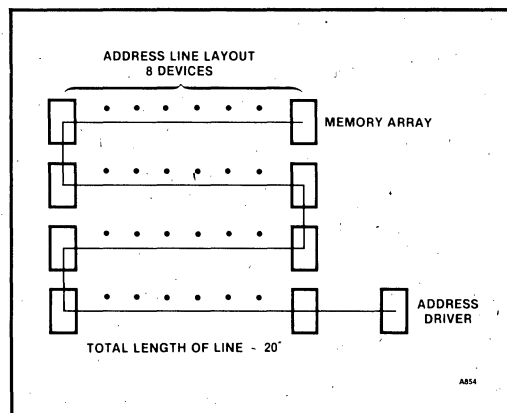 ADDRESS LINE LAYOUT
8 DEVICES
MEMORY ARRAY
ADDRESS
DRIVER
TOTAL LENGTH OF LINE - 20"
A854